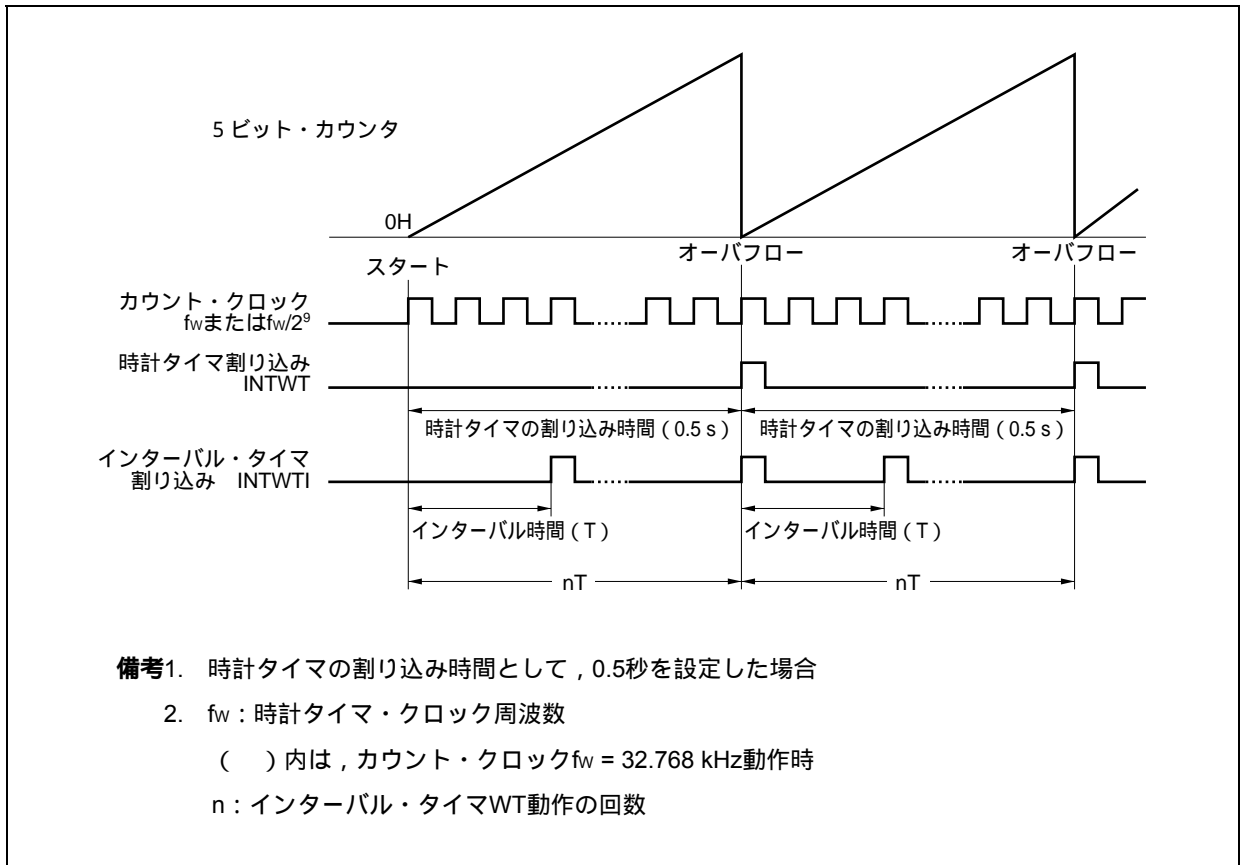 5 ビット・カウンタ
0H
スタート
オーバフロー
オーバフロー
カウント・クロック
fwまたはfw/2⁹
時計タイマ割り込み
INTWT
時計タイマの割り込み時間（0.5 s）
時計タイマの割り込み時間（0.5 s）
インターバル・タイマ
割り込み　INTWTI
インターバル時間（T）
インターバル時間（T）
nT
nT
備考1.　時計タイマの割り込み時間として，0.5秒を設定した場合
2.　fw：時計タイマ・クロック周波数
（　）内は，カウント・クロックfw = 32.768 kHz動作時
n：インターバル・タイマWT動作の回数